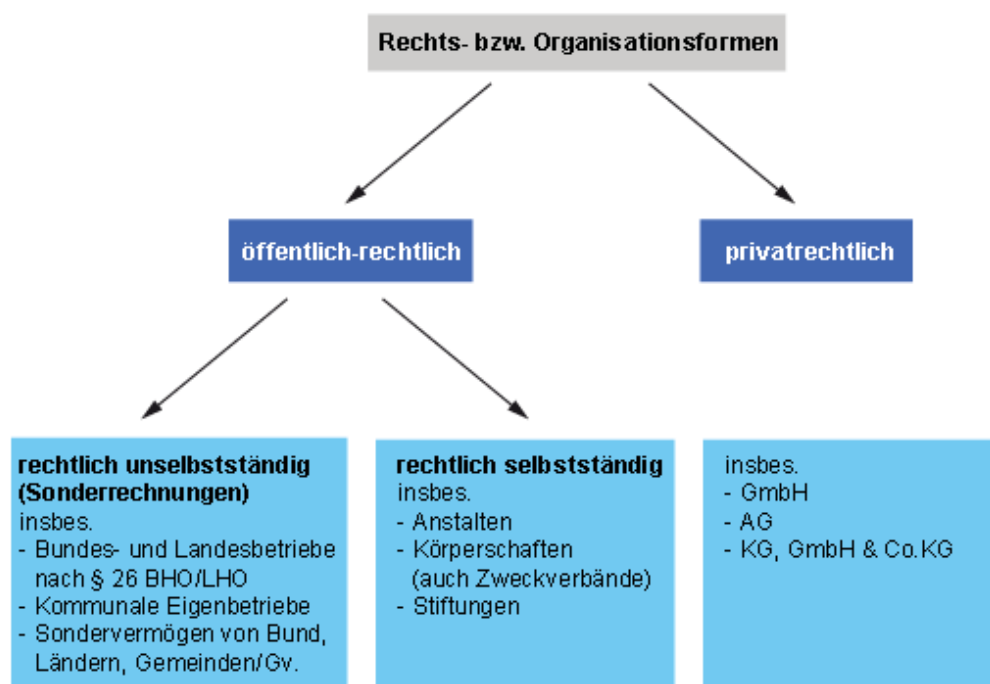 Rechts- bzw. Organisationsformen
öffentlich-rechtlich
privatrechtlich
rechtlich unselbstständig
(Sonderrechnungen)
insbes.
- Bundes- und Landesbetriebe
nach § 26 BHO/LHO
- Kommunale Eigenbetriebe
- Sondervermögen von Bund,
Ländern, Gemeinden/Gv.
rechtlich selbstständig
insbes.
- Anstalten
- Körperschaften
(auch Zweckverbände)
- Stiftungen
insbes.
- GmbH
- AG
- KG, GmbH & Co.KG